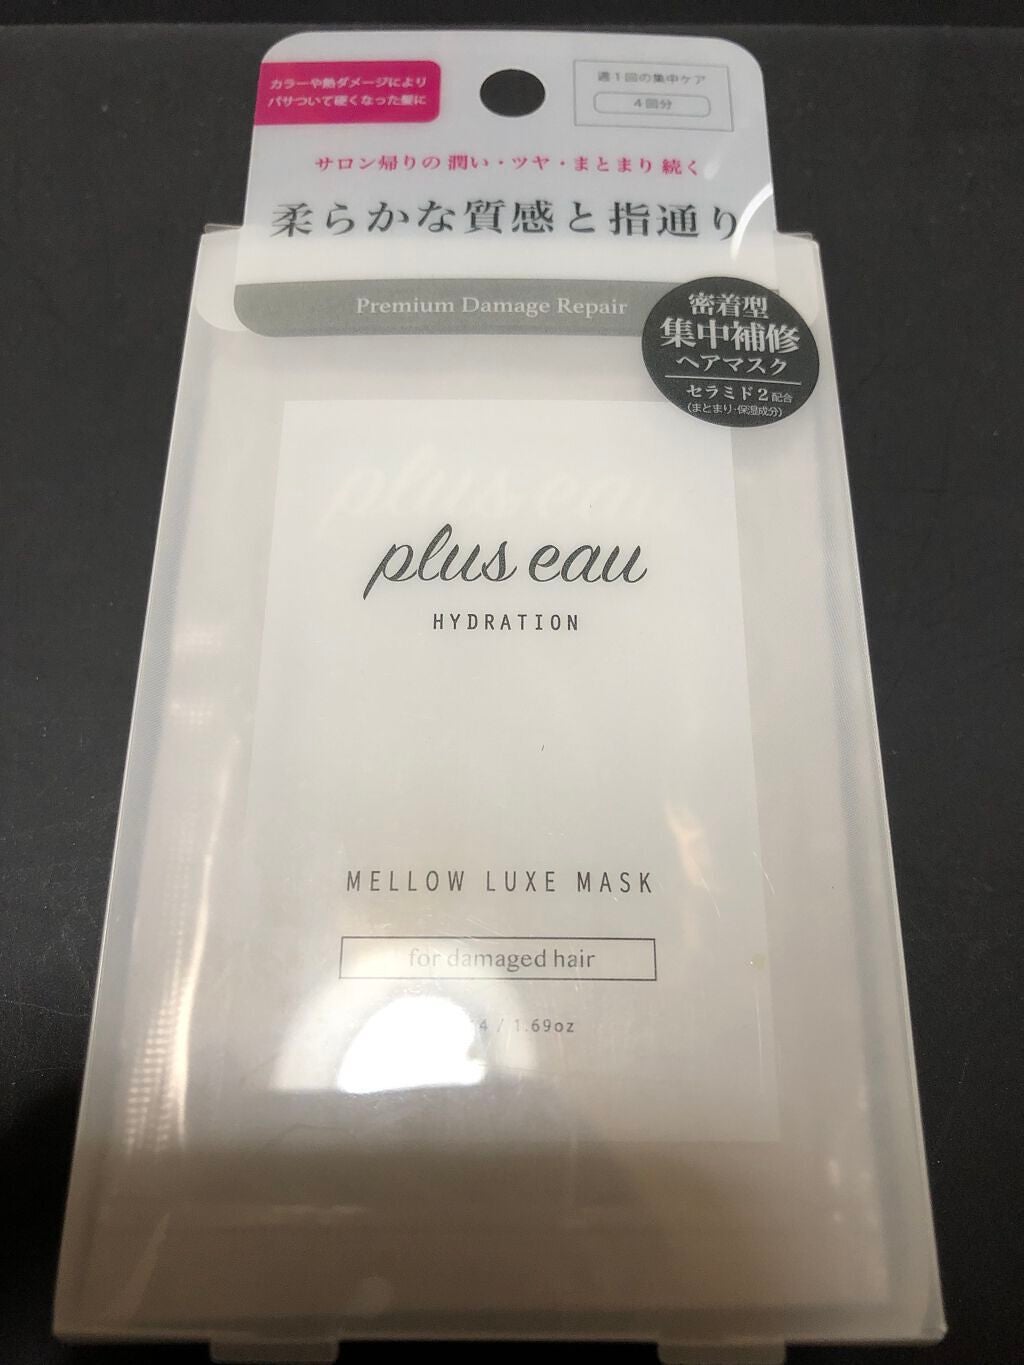 カラーや熱ダメージにより
パサついて硬くなった髪に
週1回の集中ケア
4回分
サロン帰りの 潤い・ツヤ・まとまり 続く
柔らかな質感と指通り
Premium Damage Repair
密着型
集中補修
ヘアマスク
セラミド2配合
(まとまり・保湿成分)
plus eau
plus eau
HYDRATION
MELLOW LUXE MASK
for damaged hair
4 / 1.69oz